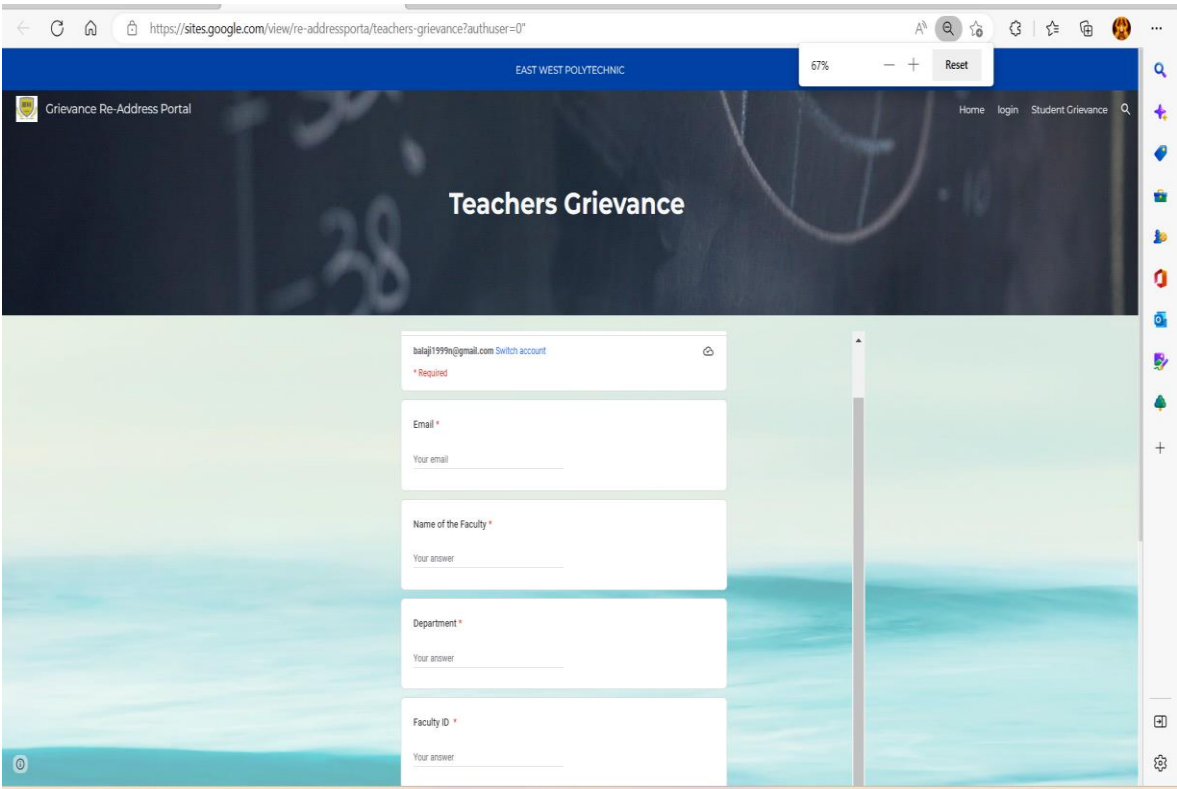 https://sites.google.com/view/re-addressporta/teachers-grievance?authuser=0"
67%
Reset
EAST WEST POLYTECHNIC
Grievance Re-Address Portal
Home login Student Grievance
-38
Teachers Grievance
balaji1999n@gmail.com Switch account
* Required
Email *
Your email
Name of the Faculty *
Your answer
Department *
Your answer
Faculty ID *
Your answer